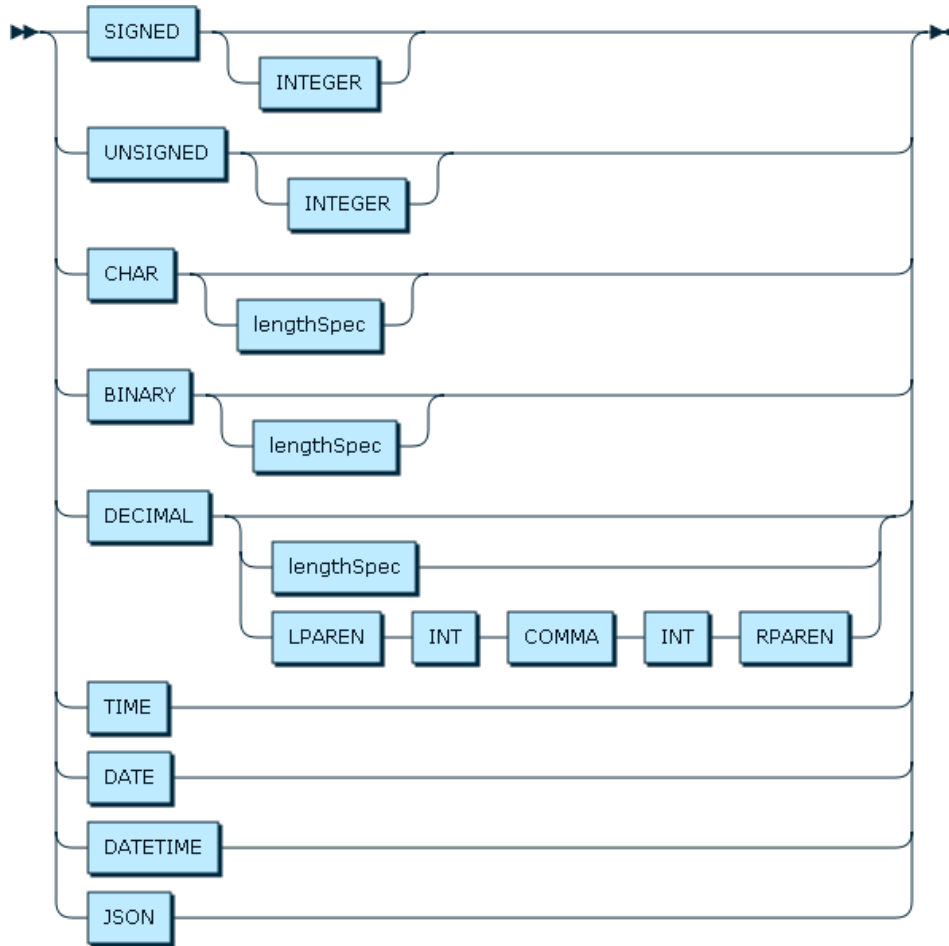 SIGNED
INTEGER
UNSIGNED
INTEGER
CHAR
lengthSpec
BINARY
lengthSpec
DECIMAL
lengthSpec
LPAREN INT COMMA INT RPAREN
TIME
DATE
DATETIME
JSON